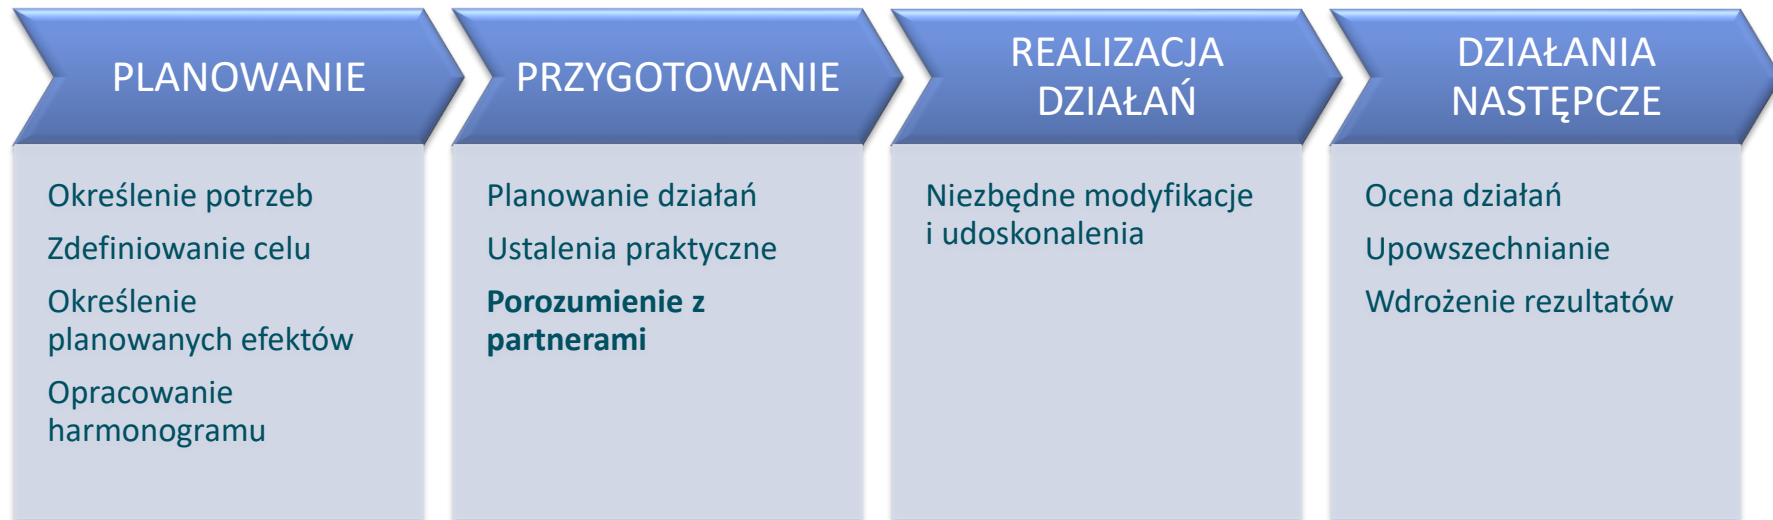 PLANOWANIE
Określenie potrzeb
Zdefiniowanie celu
Określenie
planowanych efektów
Opracowanie
harmonogramu
PRZYGOTOWANIE
Planowanie działań
Ustalenia praktyczne
Porozumienie z
partnerami
REALIZACJA
DZIAŁAŃ
Niezbędne modyfikacje
i udoskonalenia
DZIAŁANIA
NASTĘPCZE
Ocena działań
Upowszechnianie
Wdrożenie rezultatów